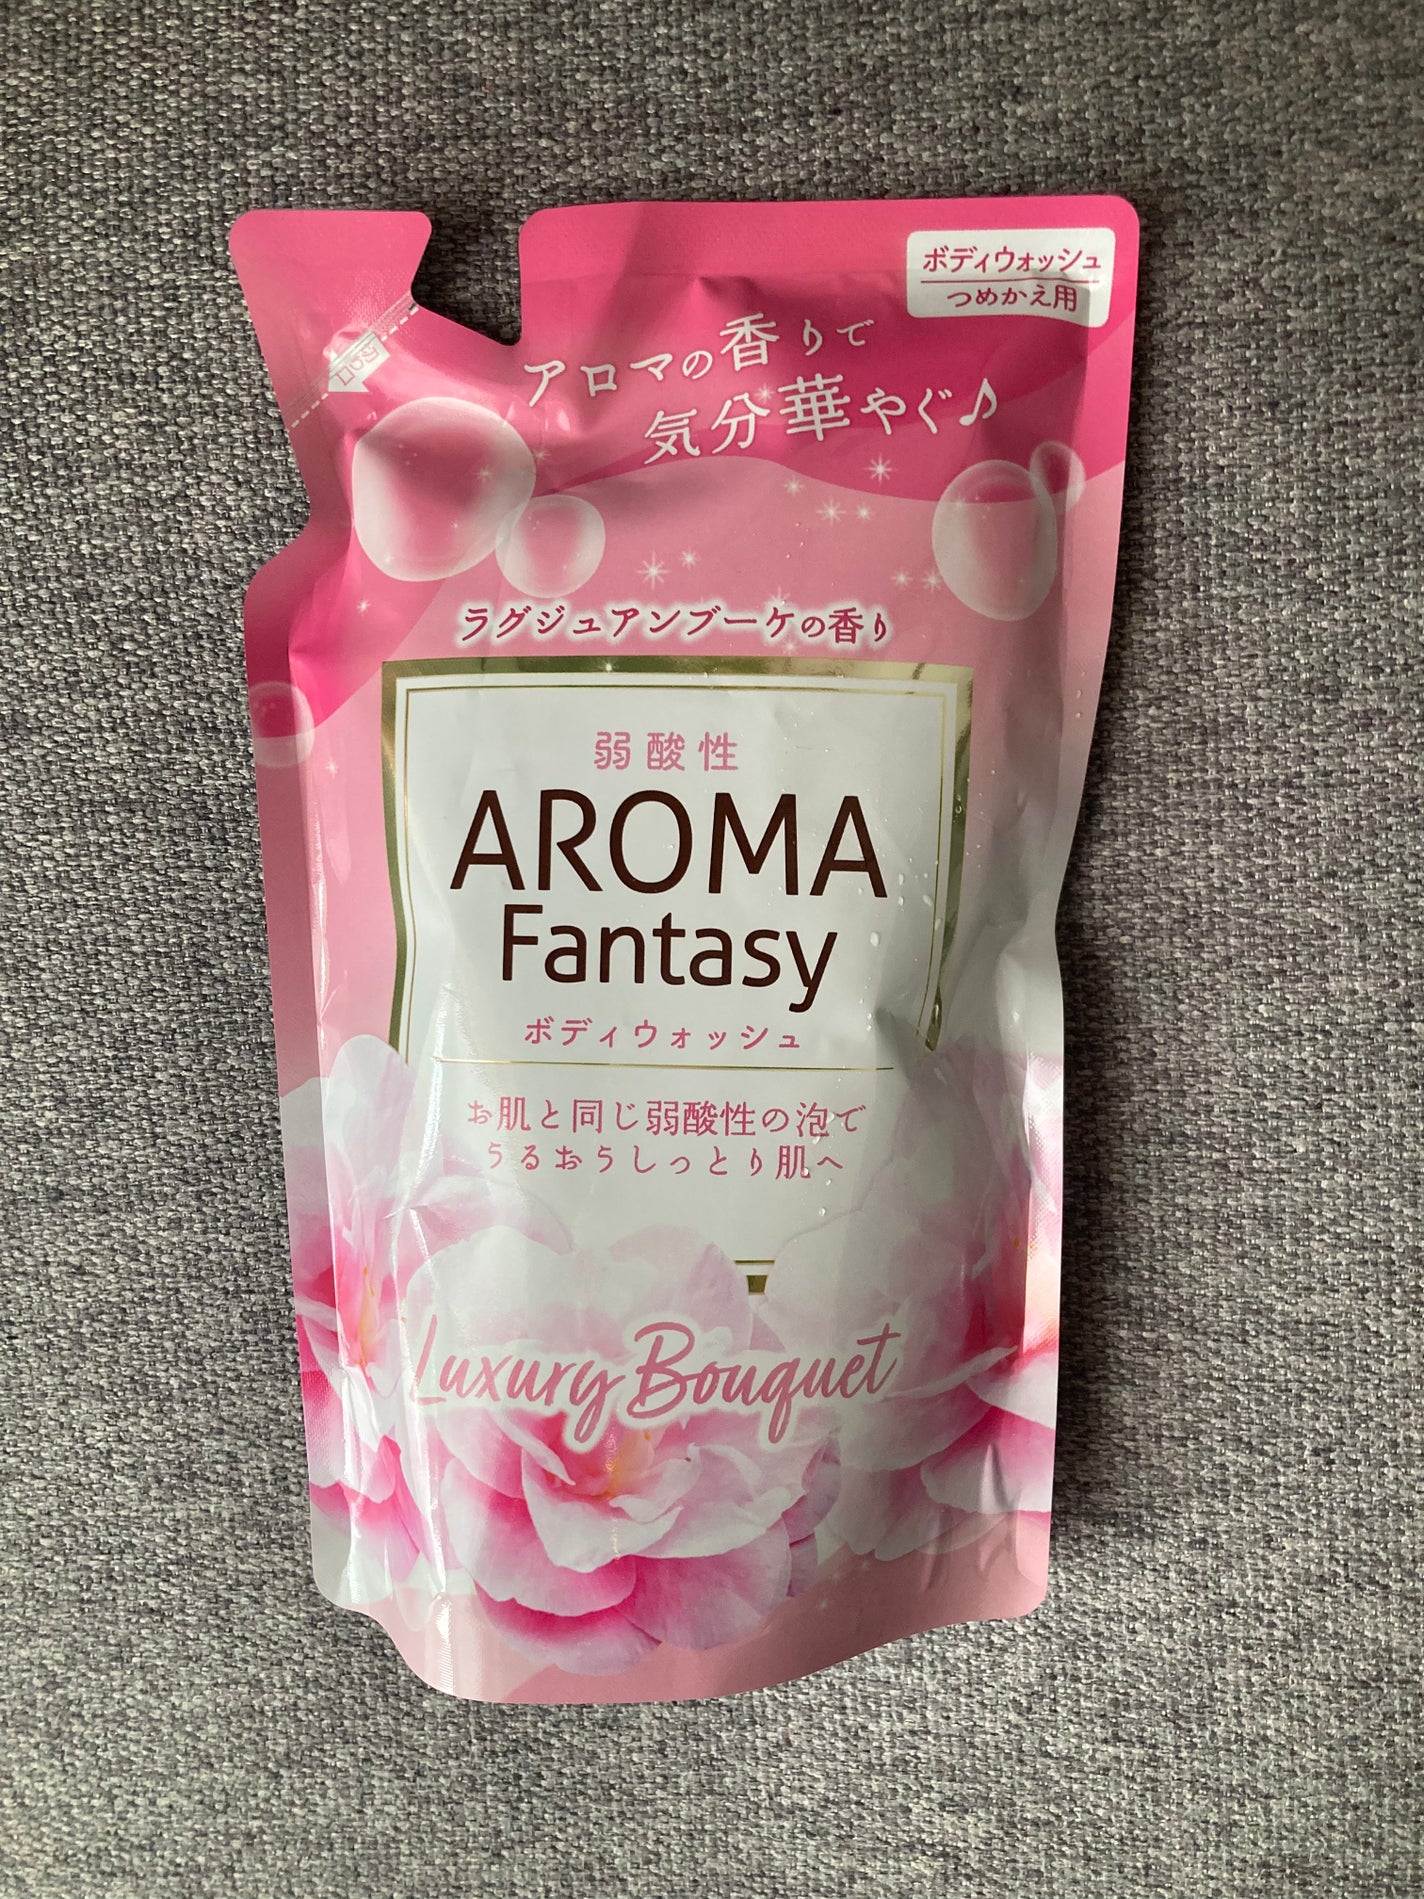 ボディウォッシュ
つめかえ用
アロマの香りで
気分華やぐ♪
ラグジュアンブーケの香り
弱酸性
AROMA
Fantasy
ボディウォッシュ
お肌と同じ弱酸性の泡で
うるおうしっとり肌へ
Luxury Bouquet